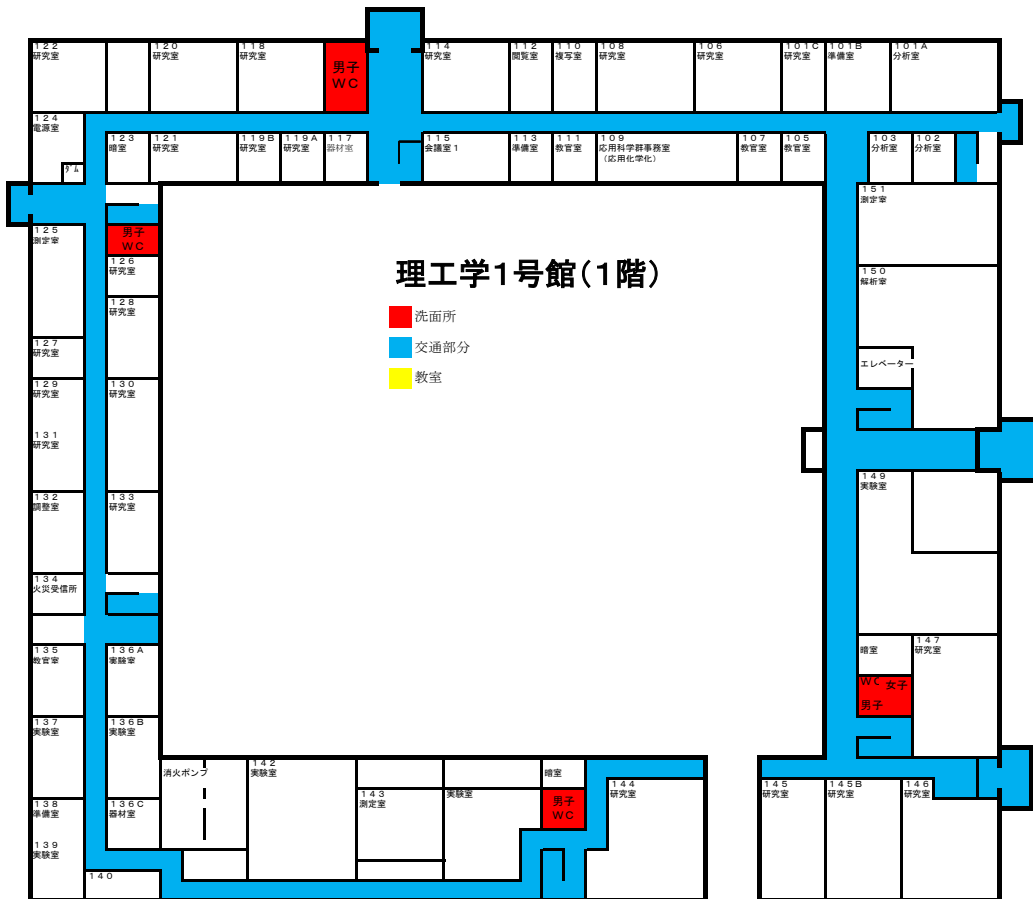 122
研究室
120
研究室
118
研究室
男子
WC
114
研究室
112
閲覧室
110
複写室
108
研究室
106
研究室
101C
研究室
101B
準備室
101A
分析室
124
電源室
123
暗室
121
研究室
119B
研究室
119A
研究室
117
器材室
115
会議室1
113
準備室
111
教官室
109
応用科学群事務室
(応用化学化)
107
教官室
105
教官室
103
分析室
102
分析室
151
測定室
125
測定室
男子
WC
126
研究室
128
研究室
理工学1号館(1階)
洗面所
交通部分
教室
150
解析室
エレベーター
127
研究室
129
研究室
130
研究室
131
研究室
132
調整室
133
研究室
149
実験室
134
火災受信所
135
教官室
136A
実験室
暗室
147
研究室
WC 女子
男子
137
実験室
136B
実験室
消火ポンプ
142
実験室
143
測定室
実験室
暗室
男子
WC
144
研究室
145
研究室
145B
研究室
146
研究室
138
準備室
136C
器材室
139
実験室
140